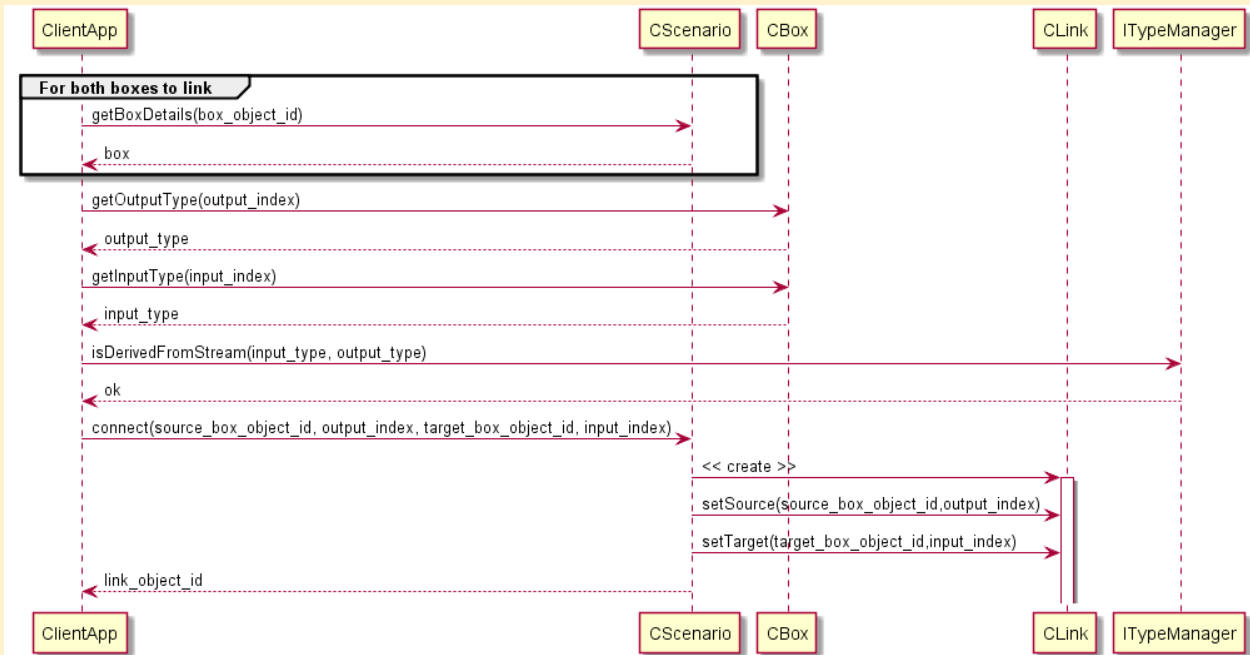 ClientApp CScenario CBox CLink ITypeManager
For both boxes to link
getBoxDetails(box_object_id)
box
getOutputType(output_index)
output_type
getInputType(input_index)
input_type
isDerivedFromStream(input_type, output_type)
ok
connect(source_box_object_id, output_index, target_box_object_id, input_index)
<< create >>
setSource(source_box_object_id,output_index)
setTarget(target_box_object_id,input_index)
link_object_id
ClientApp CScenario CBox CLink ITypeManager